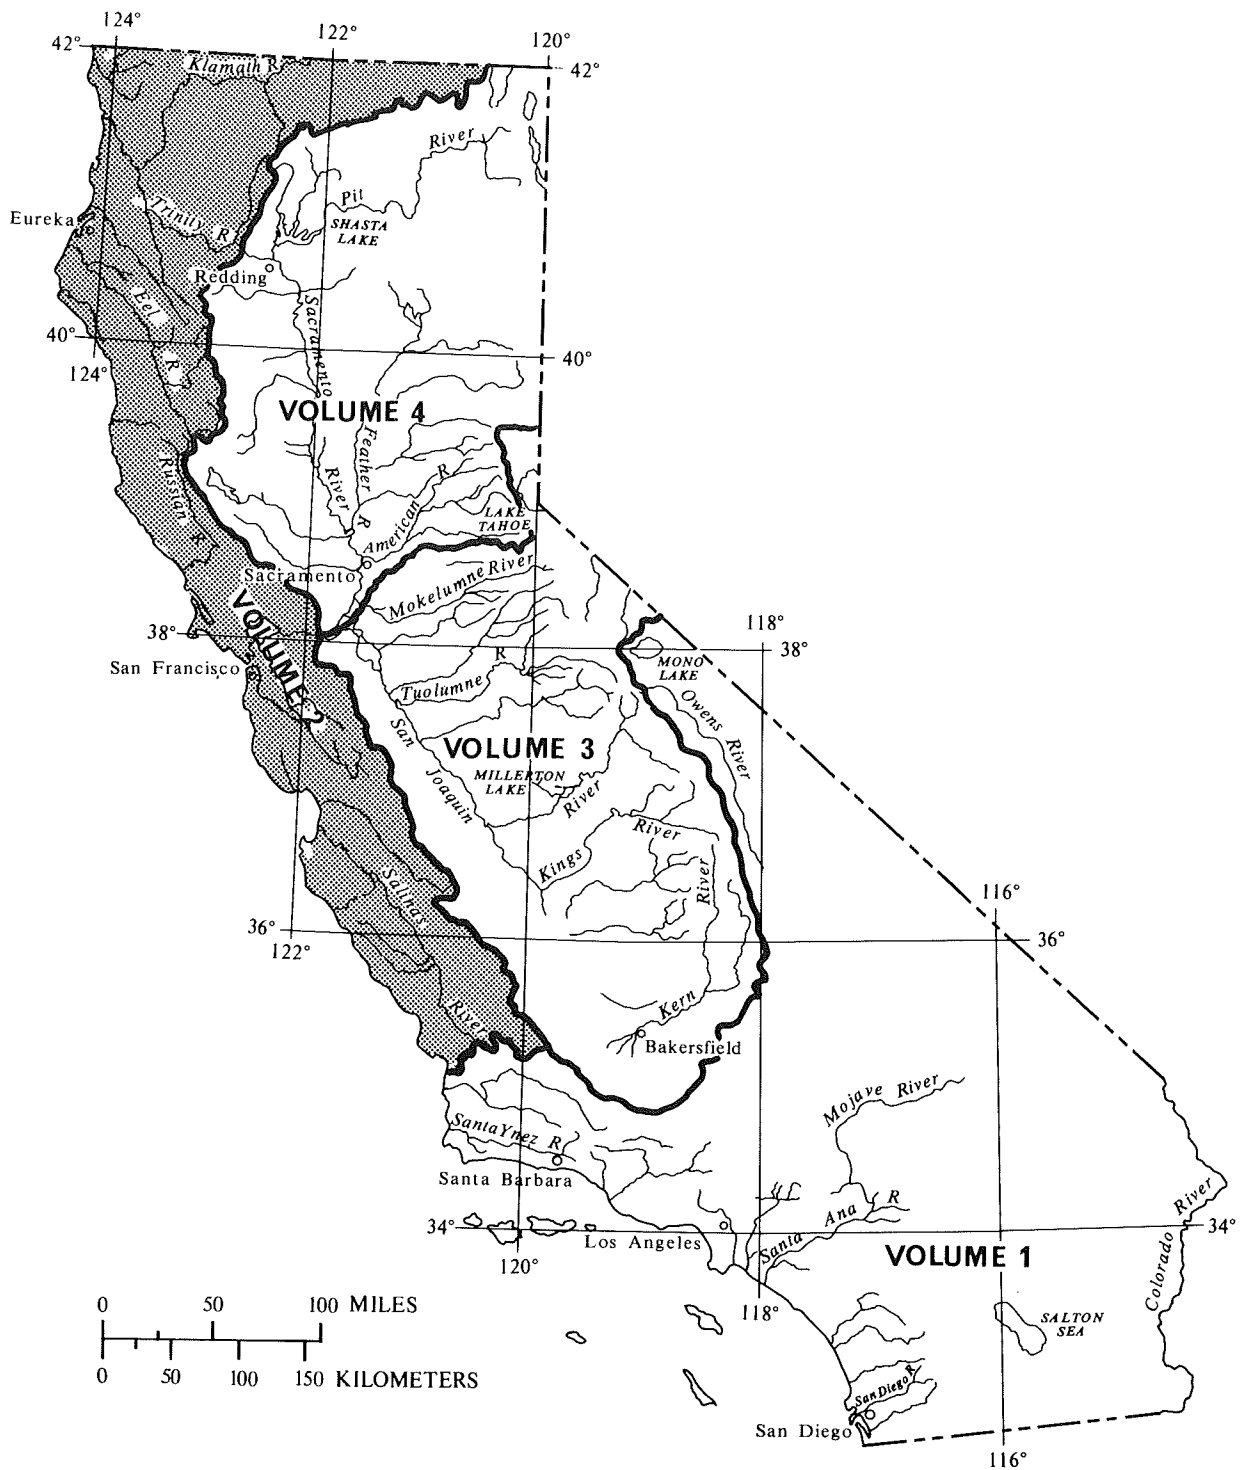 124°
122°
120°
42°
42°
Klamath R
River
Pit
SHASTA
LAKE
Trinity R
Eureka
Redding
Eel R
Sacramento River
40°
40°
124°
VOLUME 4
Feather R
Russian R
American R
LAKE
TAHOE
Sacramento
Mokelumne River
VOLUME 2
118°
38°
38°
San Francisco
MONO
LAKE
Tuolumne R
Owens River
San Joaquin River
VOLUME 3
MILLERTON
LAKE
Kings River
Salinas River
36°
122°
116°
36°
Kern River
Bakersfield
Mojave River
Santa Ynez R
Santa Barbara
34°
Los Angeles
Santa Ana R
Colorado River
34°
120°
VOLUME 1
118°
SALTON
SEA
0 50 100 MILES
0 50 100 150 KILOMETERS
San Diego R
San Diego
116°